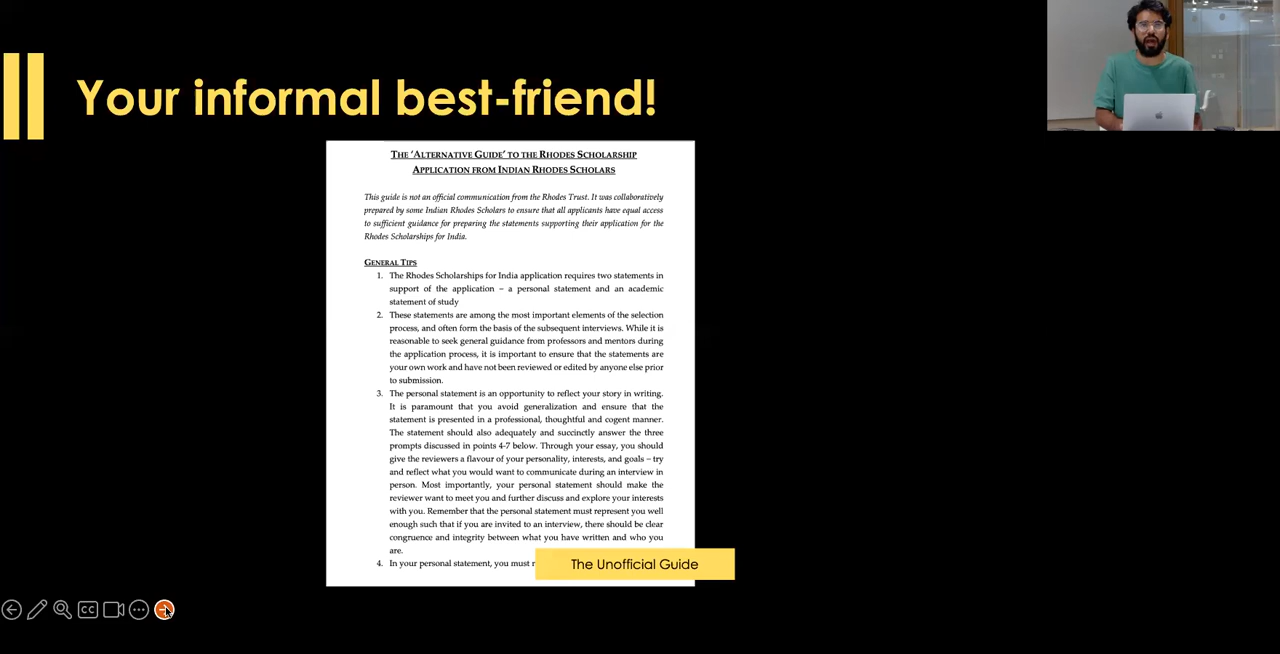 Your informal best-friend!
THE 'ALTERNATIVE GUIDE' TO THE RHODES SCHOLARSHIP
APPLICATION FROM INDIAN RHODES SCHOLARS
This guide is not an official communication from the Rhodes Trust. It was collaboratively
prepared by some Indian Rhodes Scholars to ensure that all applicants have equal access
to sufficient guidance for preparing the statements supporting their application for the
Rhodes Scholarships for India.
GENERAL TIPS
1. The Rhodes Scholarships for India application requires two statements in
support of the application – a personal statement and an academic
statement of study
2. These statements are among the most important elements of the selection
process, and often form the basis of the subsequent interviews. While it is
reasonable to seek general guidance from professors and mentors during
the application process, it is important to ensure that the statements are
your own work and have not been reviewed or edited by anyone else prior
to submission.
3. The personal statement is an opportunity to reflect your story in writing.
It is paramount that you avoid generalization and ensure that the
statement is presented in a professional, thoughtful and cogent manner.
The statement should also adequately and succinctly answer the three
prompts discussed in points 4-7 below. Through your essay, you should
give the reviewers a flavour of your personality, interests, and goals – try
and reflect what you would want to communicate during an interview in
person. Most importantly, your personal statement should make the
reviewer want to meet you and further discuss and explore your interests
with you. Remember that the personal statement must represent you well
enough such that if you are invited to an interview, there should be clear
congruence and integrity between what you have written and who you
are.
4. In your personal statement, you must
The Unofficial Guide
CC